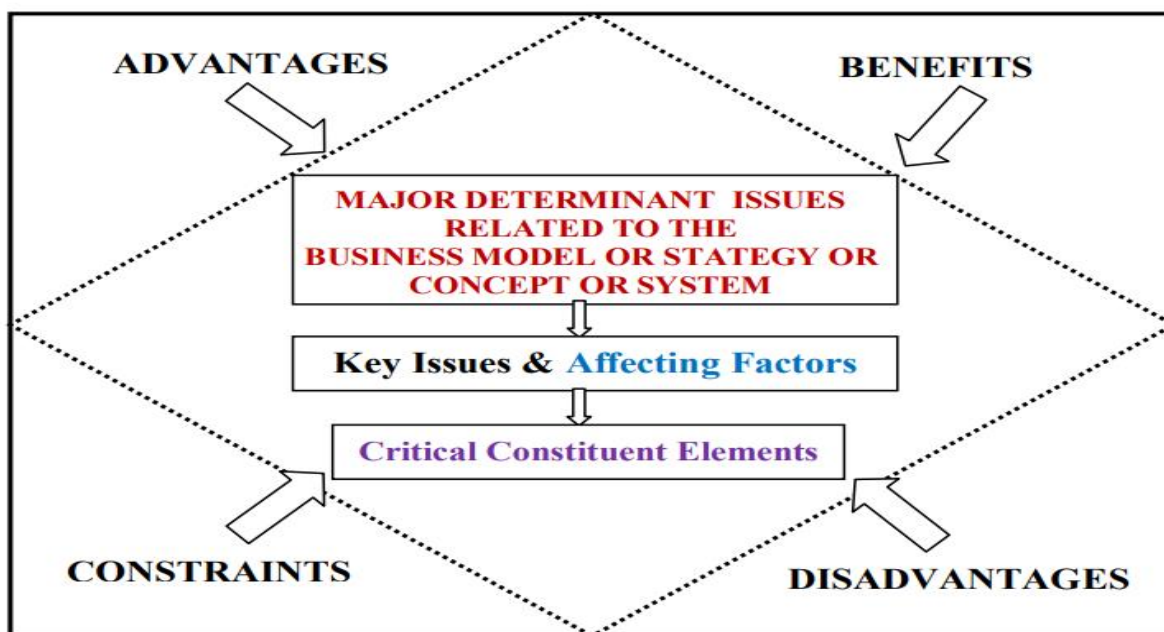 ADVANTAGES
BENEFITS
MAJOR DETERMINANT ISSUES
RELATED TO THE
BUSINESS MODEL OR STATEGY OR
CONCEPT OR SYSTEM
Key Issues & Affecting Factors
Critical Constituent Elements
CONSTRAINTS
DISADVANTAGES